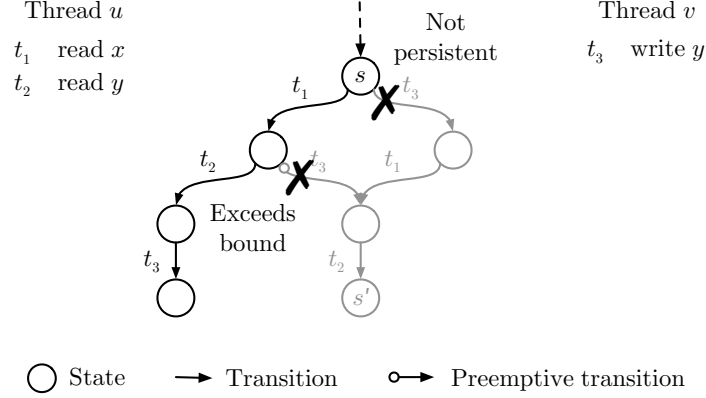 Thread u
t1 read x
t2 read y
Thread v
t3 write y
Not
persistent
s
t1
t3
t2
t3
t1
Exceeds
bound
t3
t2
s'
State
Transition
Preemptive transition